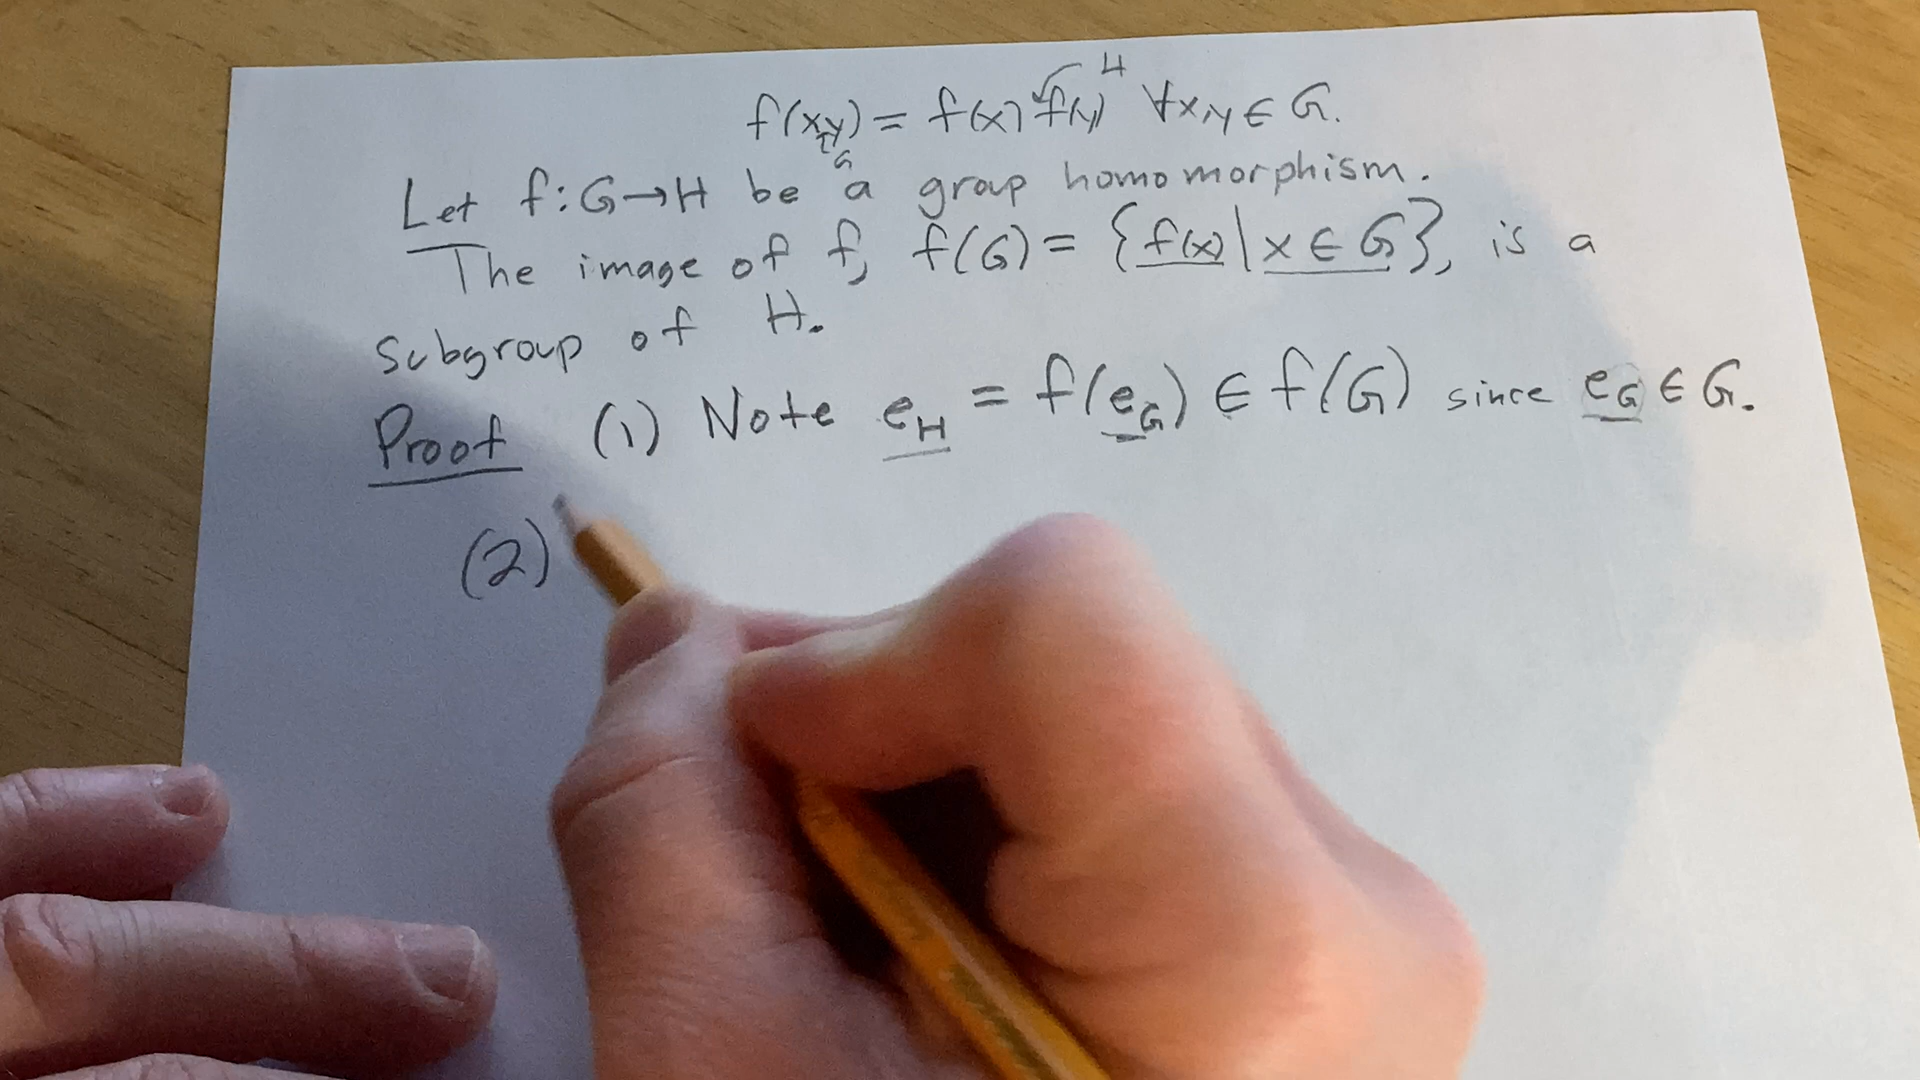 f(xy) = f(x) f(y) ∀x,y ∈ G.
G
H
Let f:G→H be a group homomorphism.
The image of f, f(G) = {f(x) | x ∈ G}, is a
subgroup of H.
Proof (1) Note e_H = f(e_G) ∈ f(G) since e_G ∈ G.
(2)